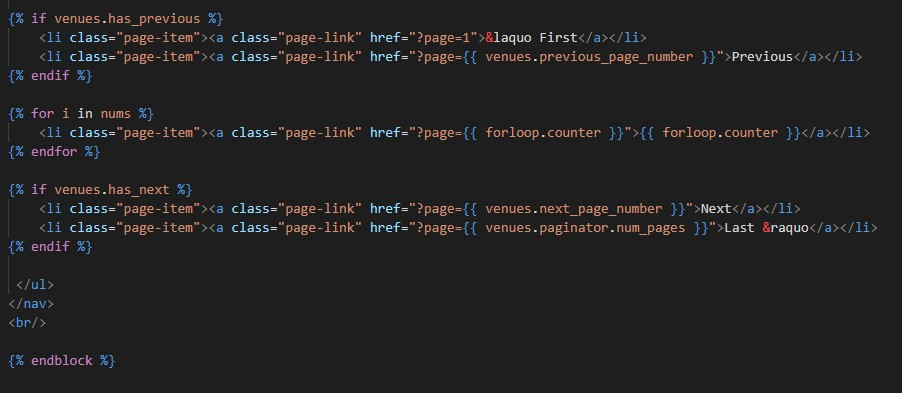 {% if venues.has_previous %}
<li class="page-item"><a class="page-link" href="?page=1">&laquo First</a></li>
<li class="page-item"><a class="page-link" href="?page={{ venues.previous_page_number }}">Previous</a></li>
{% endif %}
{% for i in nums %}
<li class="page-item"><a class="page-link" href="?page={{ forloop.counter }}">{{ forloop.counter }}</a></li>
{% endfor %}
{% if venues.has_next %}
<li class="page-item"><a class="page-link" href="?page={{ venues.next_page_number }}">Next</a></li>
<li class="page-item"><a class="page-link" href="?page={{ venues.paginator.num_pages }}">Last &raquo</a></li>
{% endif %}
</ul>
</nav>
<br/>
{% endblock %}